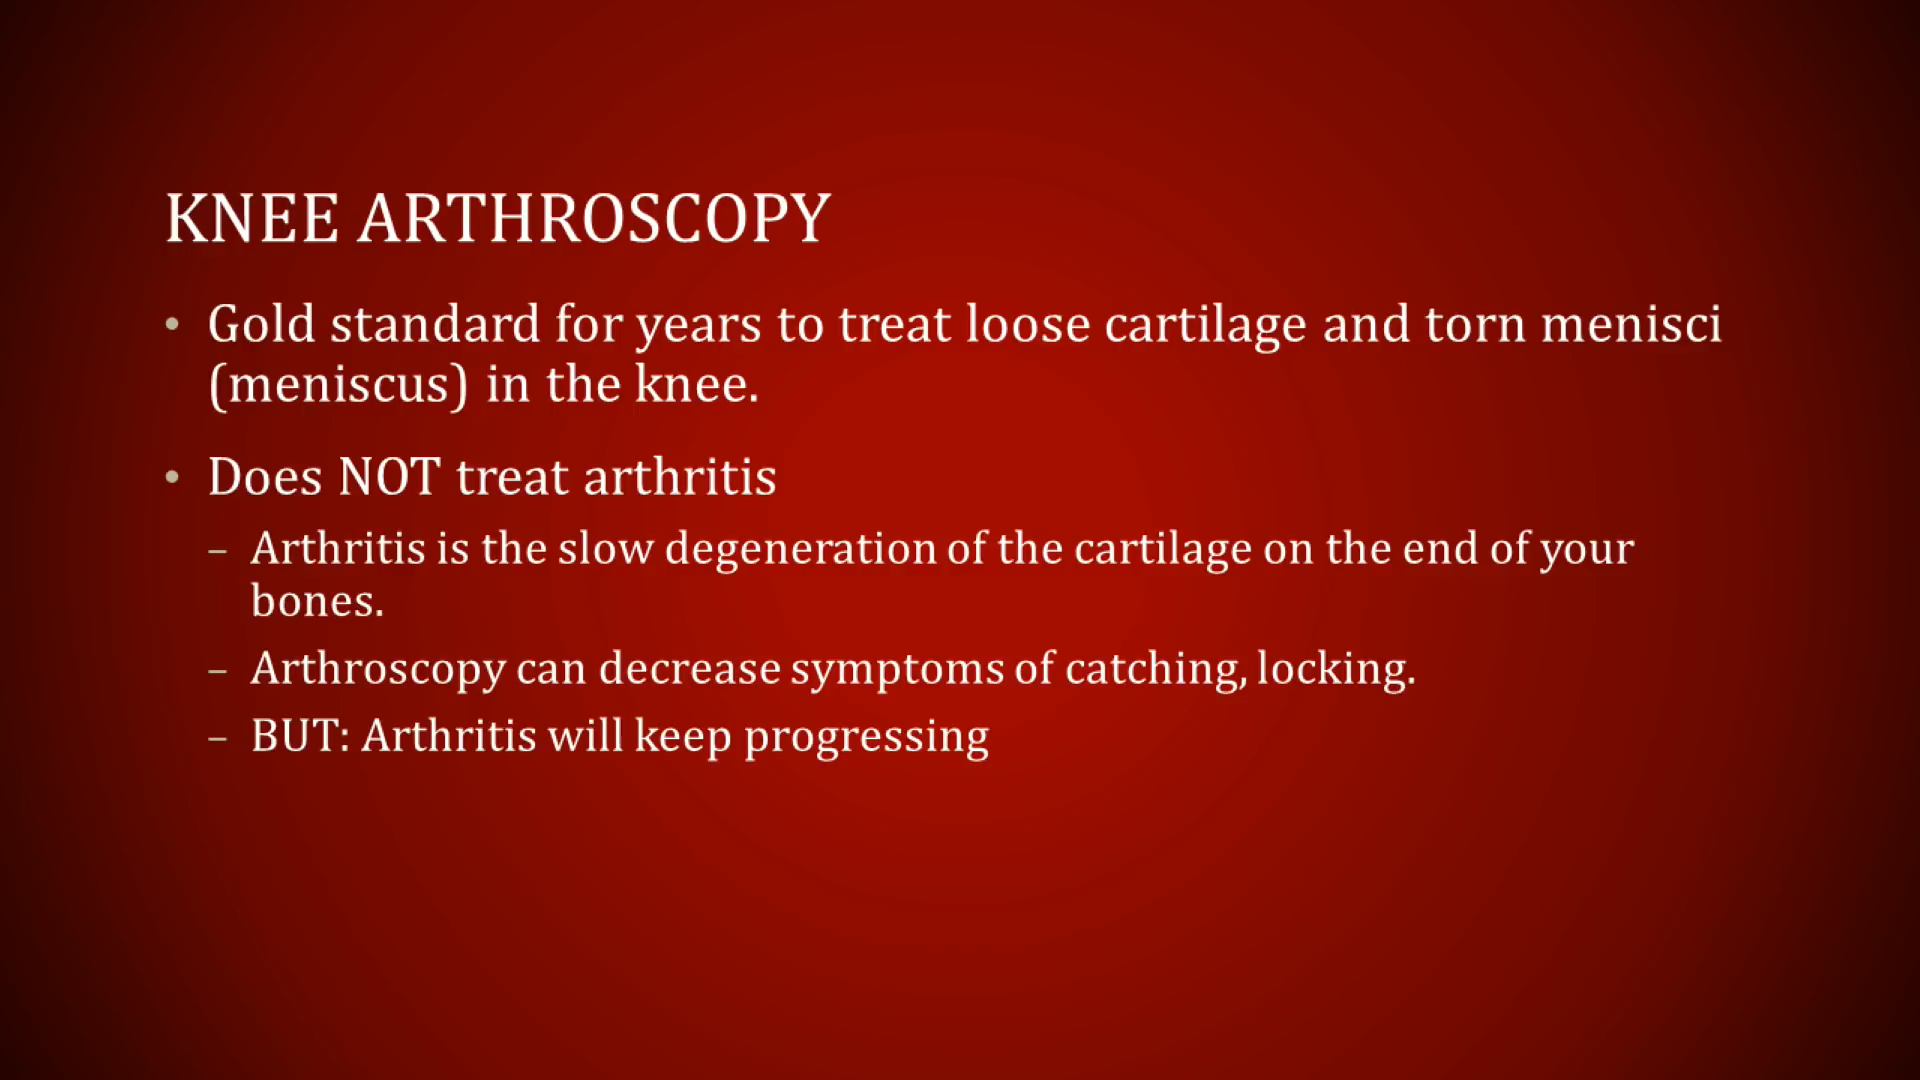 KNEE ARTHROSCOPY
• Gold standard for years to treat loose cartilage and torn menisci
(meniscus) in the knee.
• Does NOT treat arthritis
– Arthritis is the slow degeneration of the cartilage on the end of your
bones.
– Arthroscopy can decrease symptoms of catching, locking.
– BUT: Arthritis will keep progressing